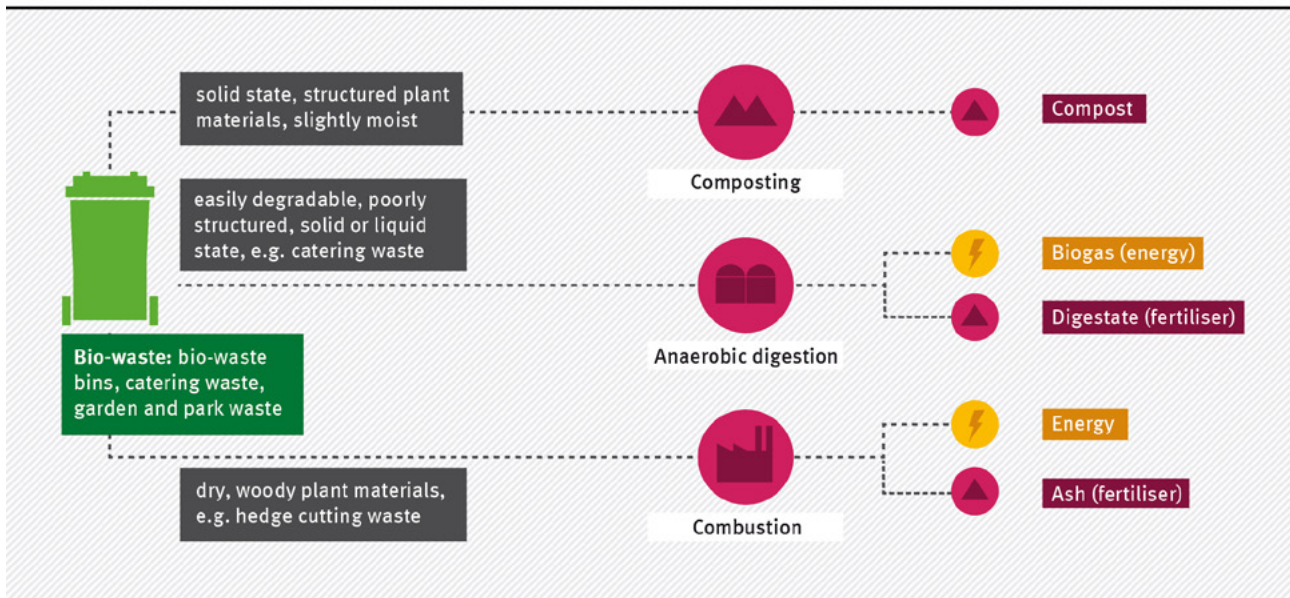 solid state, structured plant
materials, slightly moist
Composting
Compost
easily degradable, poorly
structured, solid or liquid
state, e.g. catering waste
Anaerobic digestion
Biogas (energy)
Digestate (fertiliser)
Bio-waste: bio-waste
bins, catering waste,
garden and park waste
dry, woody plant materials,
e.g. hedge cutting waste
Combustion
Energy
Ash (fertiliser)